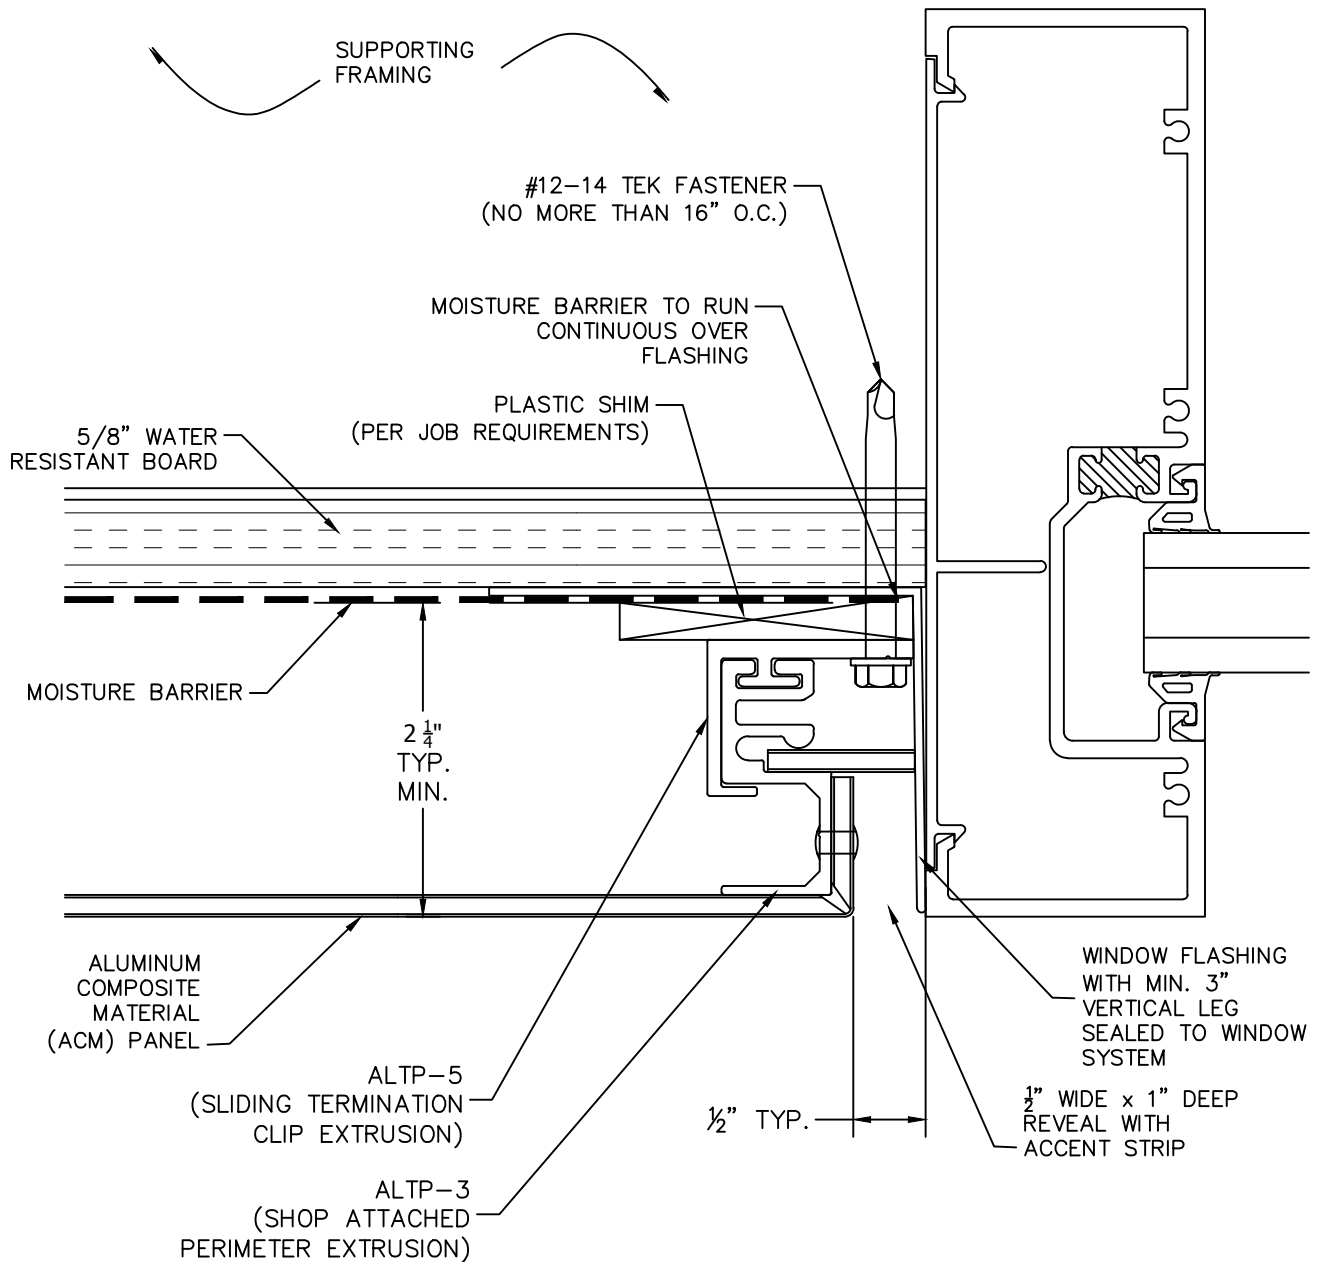 SUPPORTING
FRAMING
#12-14 TEK FASTENER
(NO MORE THAN 16" O.C.)
MOISTURE BARRIER TO RUN
CONTINUOUS OVER
FLASHING
PLASTIC SHIM
(PER JOB REQUIREMENTS)
5/8" WATER
RESISTANT BOARD
MOISTURE BARRIER
2 1/4"
TYP.
MIN.
ALUMINUM
COMPOSITE
MATERIAL
(ACM) PANEL
WINDOW FLASHING
WITH MIN. 3"
VERTICAL LEG
SEALED TO WINDOW
SYSTEM
ALTP-5
(SLIDING TERMINATION
CLIP EXTRUSION)
½" TYP.
½" WIDE x 1" DEEP
REVEAL WITH
ACCENT STRIP
ALTP-3
(SHOP ATTACHED
PERIMETER EXTRUSION)